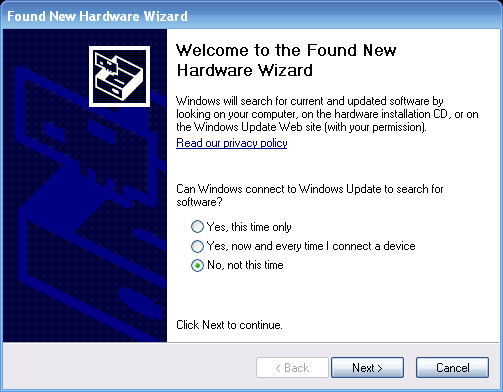 Found New Hardware Wizard
Welcome to the Found New
Hardware Wizard
Windows will search for current and updated software by
looking on your computer, on the hardware installation CD, or on
the Windows Update Web site (with your permission).
Read our privacy policy
Can Windows connect to Windows Update to search for
software?
Yes, this time only
Yes, now and every time I connect a device
No, not this time
Click Next to continue.
< Back Next > Cancel